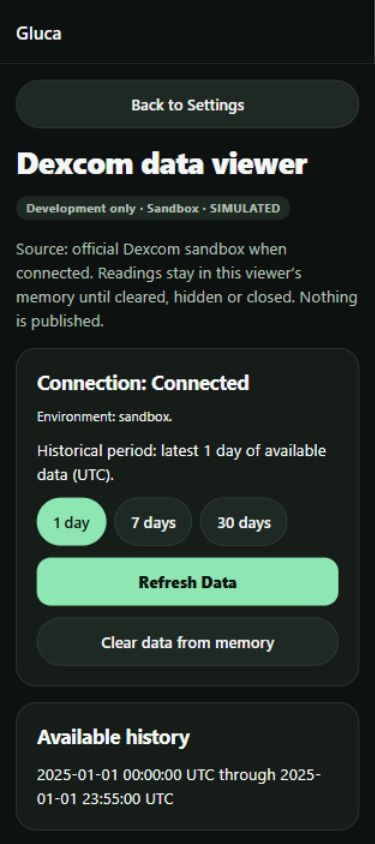 Gluca
Back to Settings
Dexcom data viewer
Development only · Sandbox · SIMULATED
Source: official Dexcom sandbox when
connected. Readings stay in this viewer's
memory until cleared, hidden or closed. Nothing
is published.
Connection: Connected
Environment: sandbox.
Historical period: latest 1 day of available
data (UTC).
1 day
7 days
30 days
Refresh Data
Clear data from memory
Available history
2025-01-01 00:00:00 UTC through 2025-
01-01 23:55:00 UTC